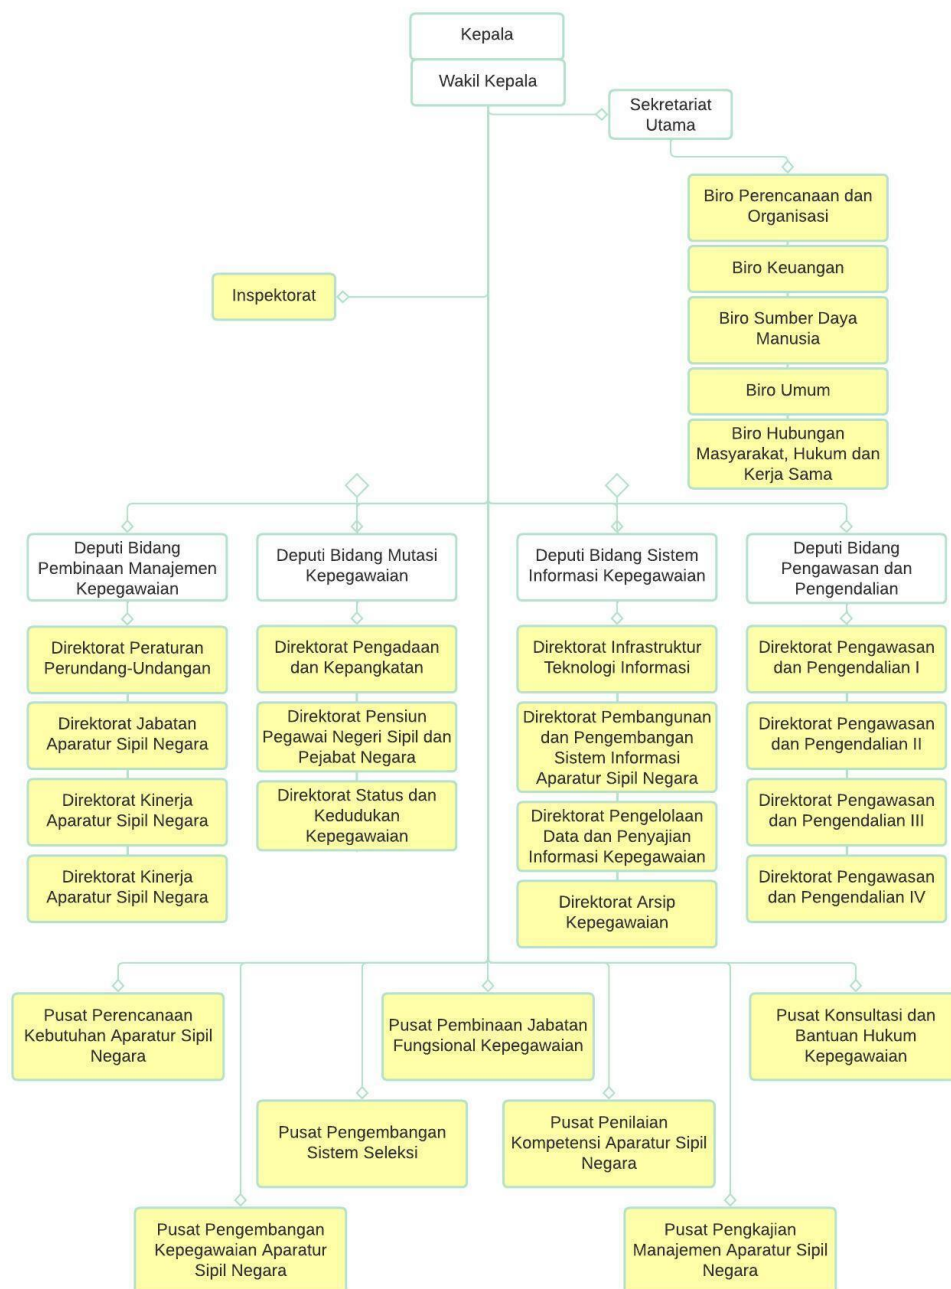 Kepala
Wakil Kepala
Sekretariat
Utama
Biro Perencanaan dan
Organisasi
Biro Keuangan
Inspektorat
Biro Sumber Daya
Manusia
Biro Umum
Biro Hubungan
Masyarakat, Hukum dan
Kerja Sama
Deputi Bidang
Pembinaan Manajemen
Kepegawaian
Direktorat Peraturan
Perundang-Undangan
Direktorat Jabatan
Aparatur Sipil Negara
Direktorat Kinerja
Aparatur Sipil Negara
Direktorat Kinerja
Aparatur Sipil Negara
Deputi Bidang Mutasi
Kepegawaian
Direktorat Pengadaan
dan Kepangkatan
Direktorat Pensiun
Pegawai Negeri Sipil dan
Pejabat Negara
Direktorat Status dan
Kedudukan
Kepegawaian
Deputi Bidang Sistem
Informasi Kepegawaian
Direktorat Infrastruktur
Teknologi Informasi
Direktorat Pembangunan
dan Pengembangan
Sistem Informasi
Aparatur Sipil Negara
Direktorat Pengelolaan
Data dan Penyajian
Informasi Kepegawaian
Direktorat Arsip
Kepegawaian
Deputi Bidang
Pengawasan dan
Pengendalian
Direktorat Pengawasan
dan Pengendalian I
Direktorat Pengawasan
dan Pengendalian II
Direktorat Pengawasan
dan Pengendalian III
Direktorat Pengawasan
dan Pengendalian IV
Pusat Perencanaan
Kebutuhan Aparatur Sipil
Negara
Pusat Pembinaan Jabatan
Fungsional Kepegawaian
Pusat Konsultasi dan
Bantuan Hukum
Kepegawaian
Pusat Pengembangan
Sistem Seleksi
Pusat Penilaian
Kompetensi Aparatur Sipil
Negara
Pusat Pengembangan
Kepegawaian Aparatur
Sipil Negara
Pusat Pengkajian
Manajemen Aparatur Sipil
Negara